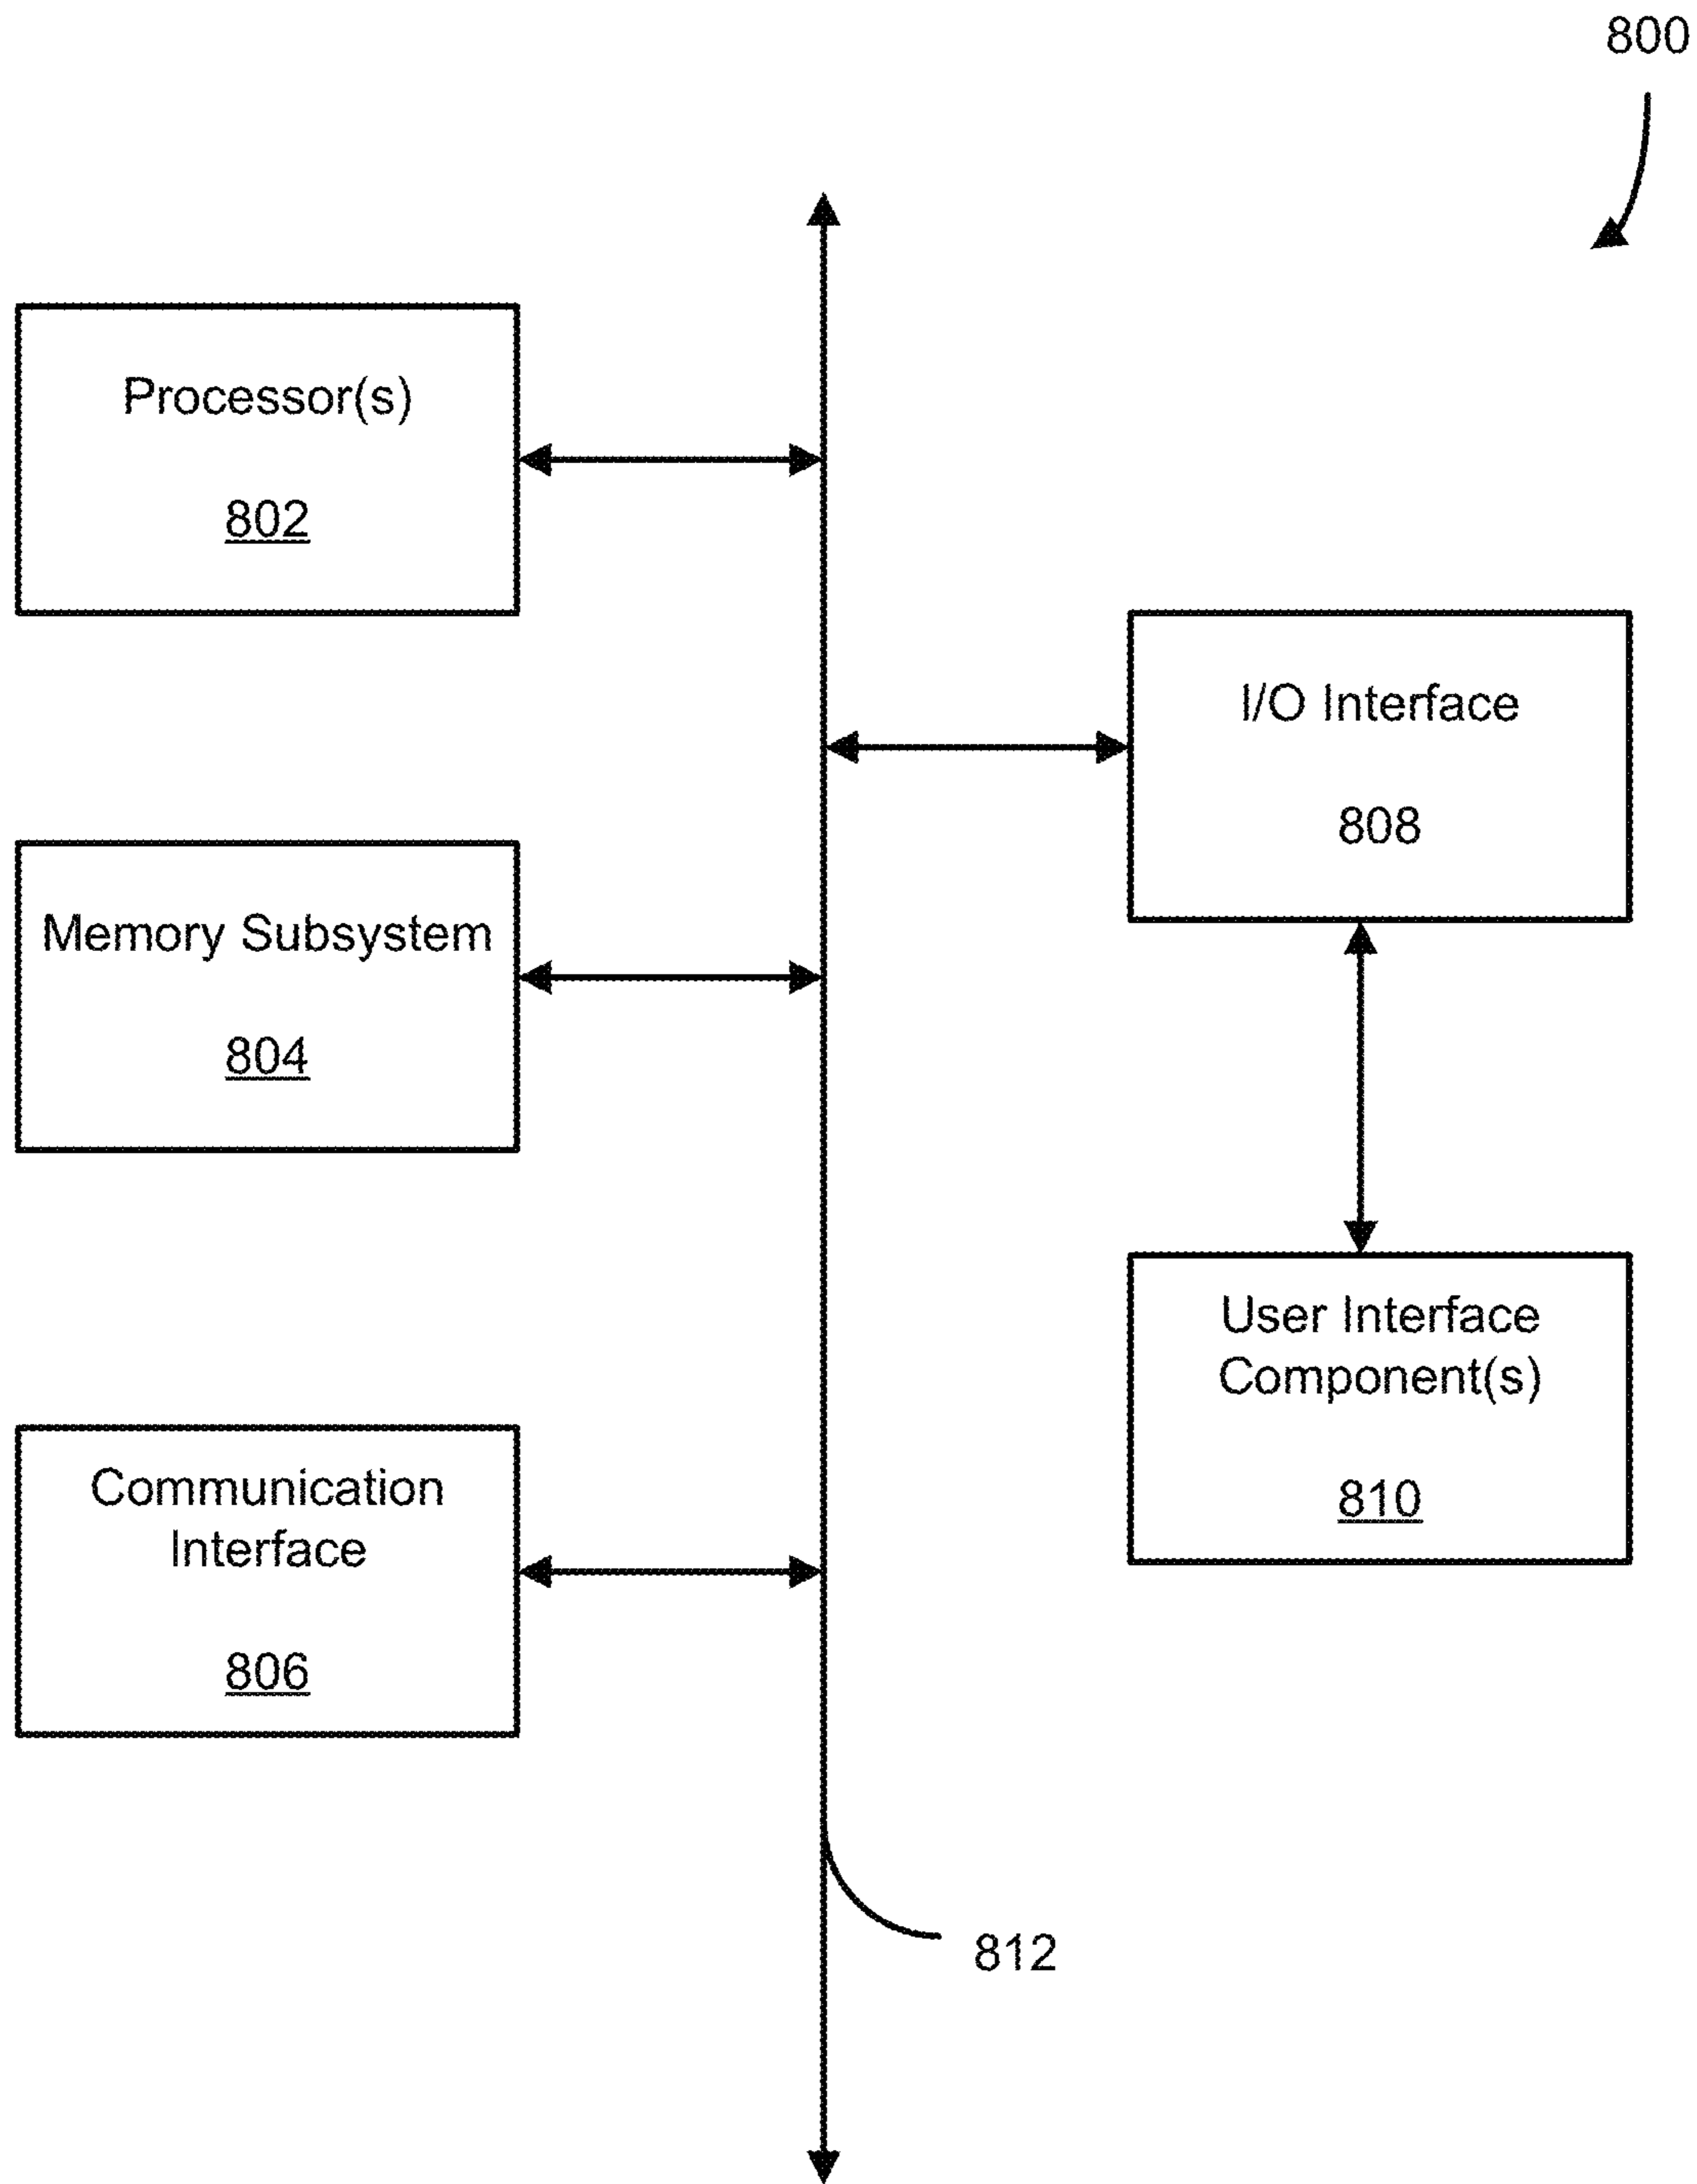 800
Processor(s)
802
I/O Interface
808
Memory Subsystem
804
User Interface
Component(s)
810
Communication
Interface
806
812